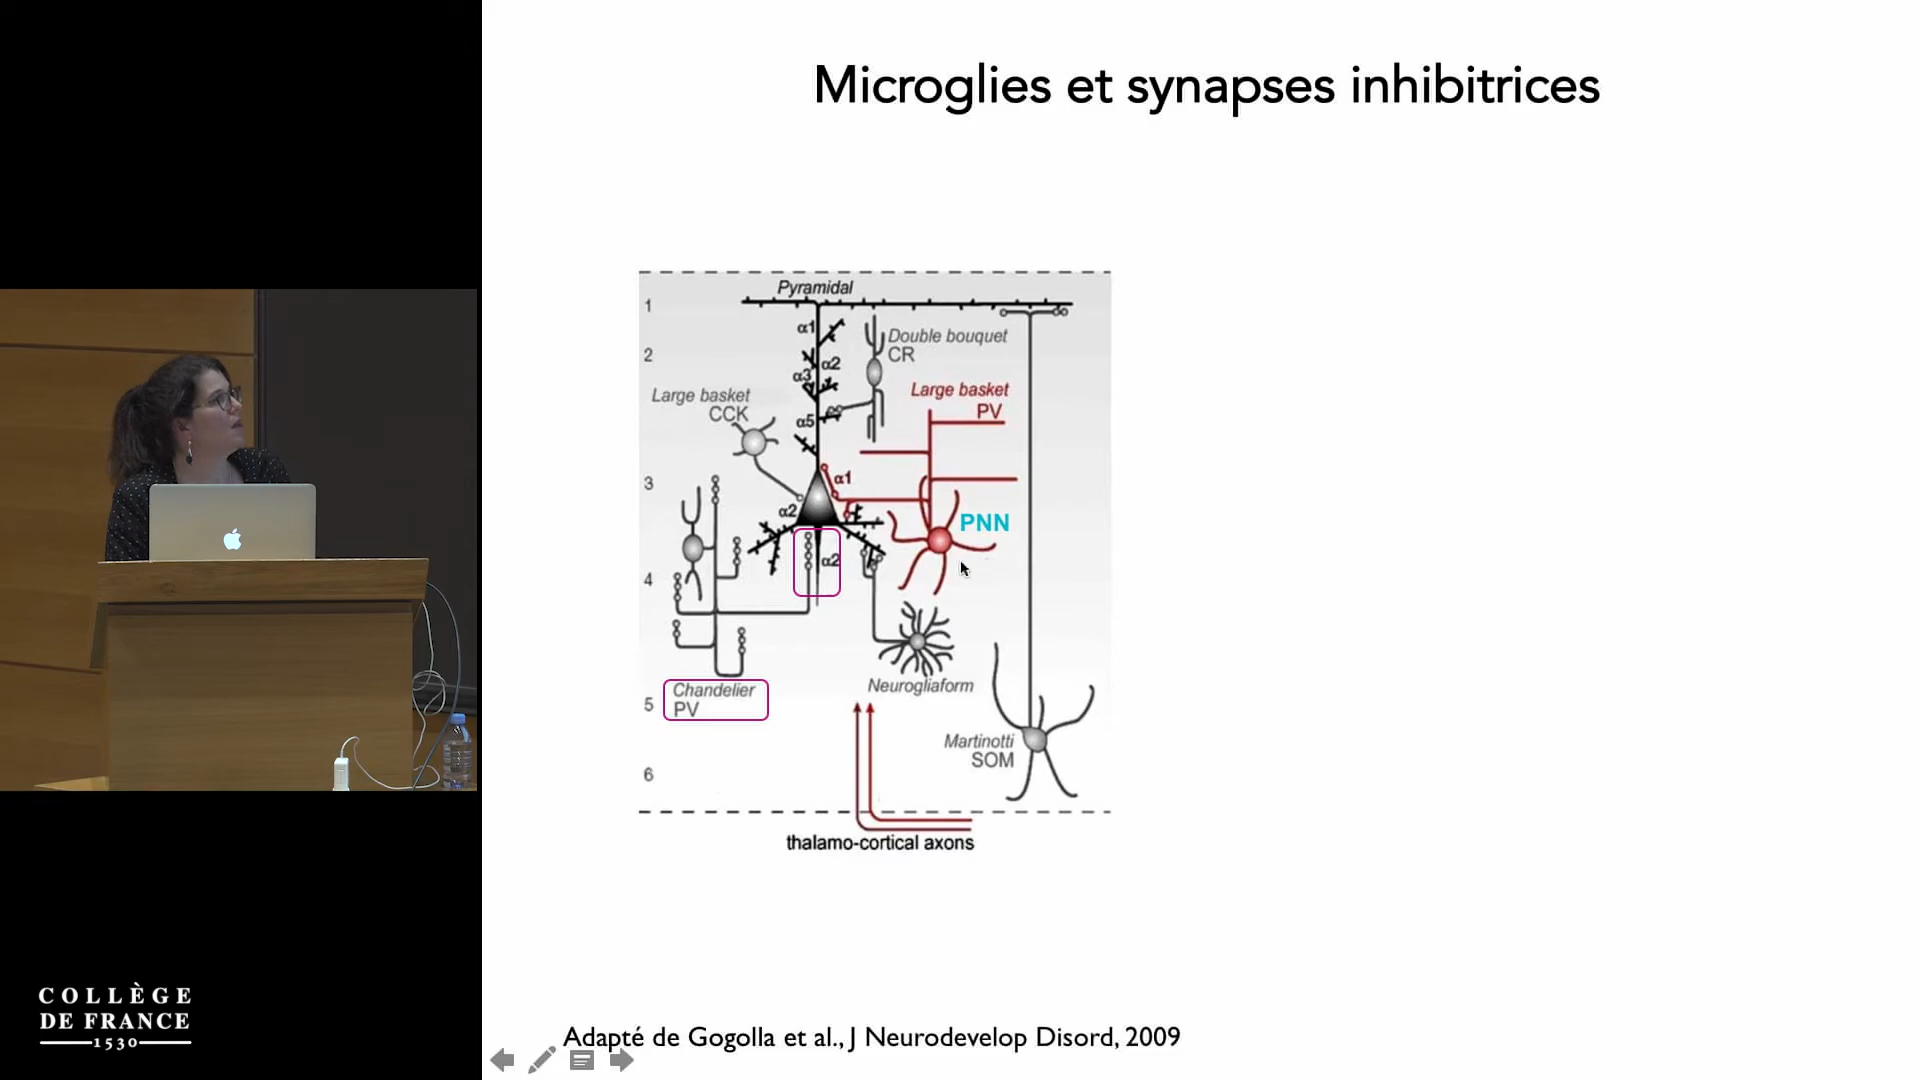 Microglies et synapses inhibitrices
Pyramidal
1
α1
Double bouquet
CR
2
α2
α3
Large basket
CCK
Large basket
PV
α5
3
α1
α2
PNN
4
α2
Neurogliaform
Chandelier
PV
5
Martinotti
SOM
6
thalamo-cortical axons
COLLÈGE
DE FRANCE
1530
Adapté de Gogolla et al., J Neurodevelop Disord, 2009